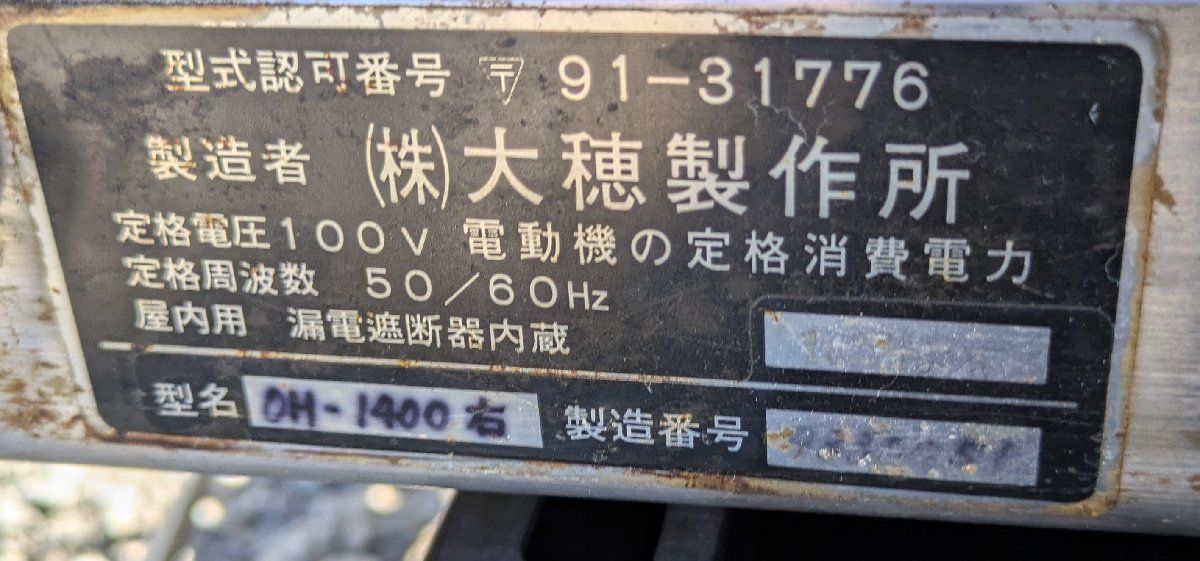 型式認可番号 〒 91-31776
製造者 (株)大穂製作所
定格電圧100V 電動機の定格消費電力
定格周波数 50/60Hz
屋内用 漏電遮断器内蔵
型名 OH-1400右 製造番号